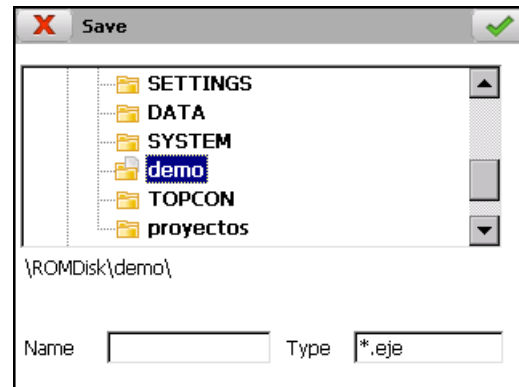 Save
SETTINGS
DATA
SYSTEM
demo
TOPCON
proyectos
\ROMDisk\demo\
Name Type *.eje